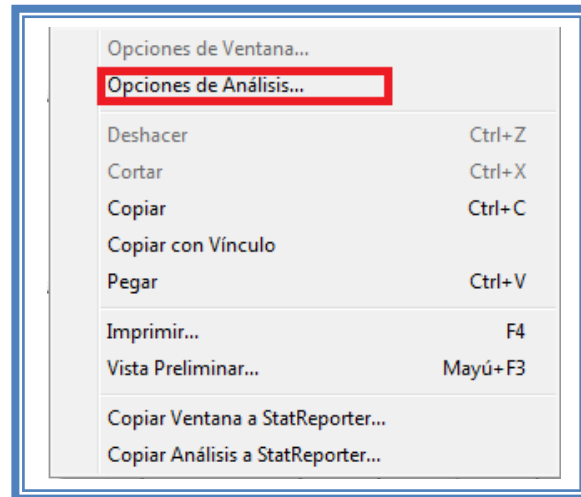 Opciones de Ventana...
Opciones de Análisis...
Deshacer Ctrl+Z
Cortar Ctrl+X
Copiar Ctrl+C
Copiar con Vínculo
Pegar Ctrl+V
Imprimir... F4
Vista Preliminar... Mayú+F3
Copiar Ventana a StatReporter...
Copiar Análisis a StatReporter...